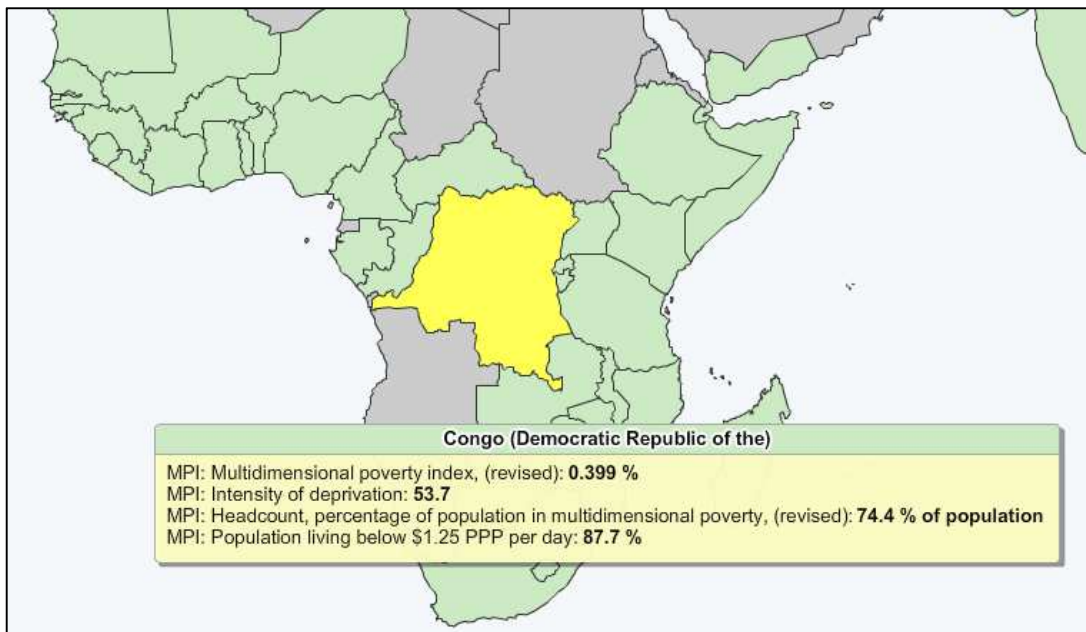 Congo (Democratic Republic of the)
MPI: Multidimensional poverty index, (revised): 0.399 %
MPI: Intensity of deprivation: 53.7
MPI: Headcount, percentage of population in multidimensional poverty, (revised): 74.4 % of population
MPI: Population living below $1.25 PPP per day: 87.7 %